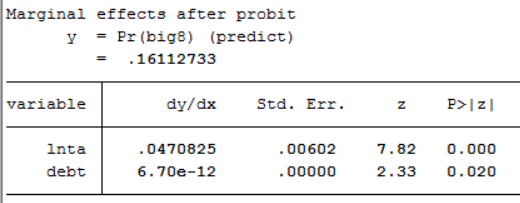 Marginal effects after probit
y = Pr(big8) (predict)
= .16112733
variable dy/dx Std. Err. z P>|z|
lnta .0470825 .00602 7.82 0.000
debt 6.70e-12 .00000 2.33 0.020